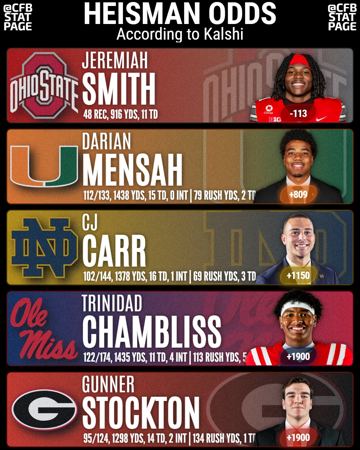 @CFB
STAT
PAGE
HEISMAN ODDS
According to Kalshi
@CFB
STAT
PAGE
OHIO STATE
JEREMIAH
SMITH
48 REC, 916 YDS, 11 TD
-113
DARIAN
MENSAH
112/133, 1438 YDS, 15 TD, 0 INT | 79 RUSH YDS, 2 T
+809
CJ
CARR
102/144, 1378 YDS, 16 TD, 1 INT | 69 RUSH YDS, 3 TD
+1150
Ole
Miss
TRINIDAD
CHAMBLISS
122/174, 1435 YDS, 11 TD, 4 INT | 113 RUSH YDS, 5
+1900
G
GUNNER
STOCKTON
95/124, 1298 YDS, 14 TD, 2 INT | 134 RUSH YDS, 1 T
+1900